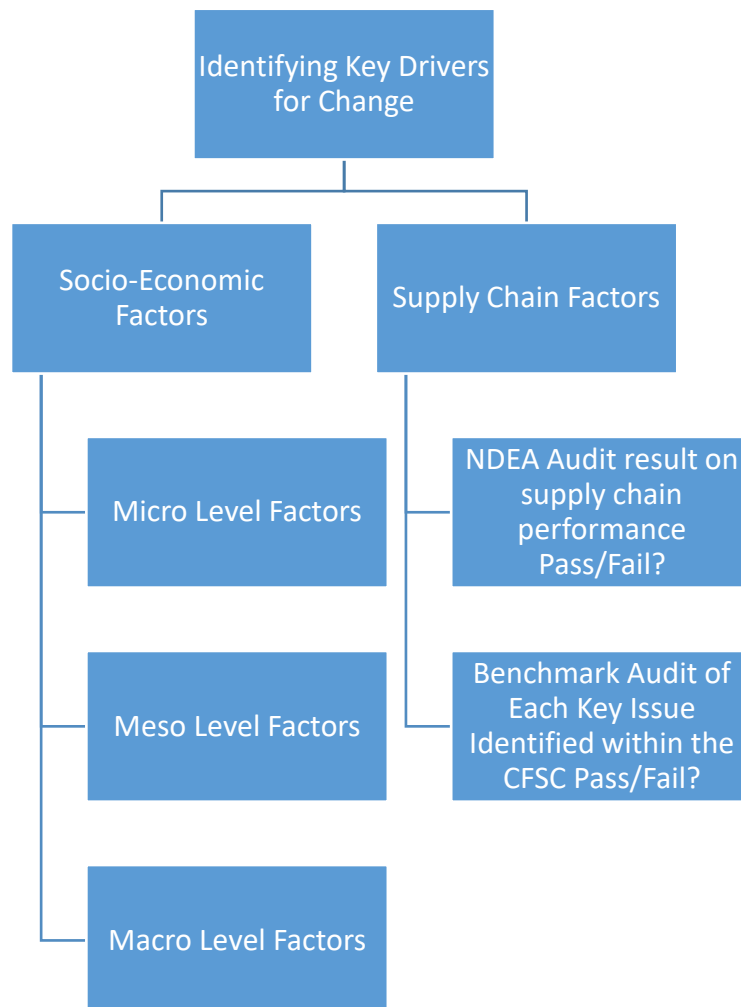 Identifying Key Drivers
for Change
Socio-Economic
Factors
Supply Chain Factors
Micro Level Factors
NDEA Audit result on
supply chain
performance
Pass/Fail?
Meso Level Factors
Benchmark Audit of
Each Key Issue
Identified within the
CFSC Pass/Fail?
Macro Level Factors